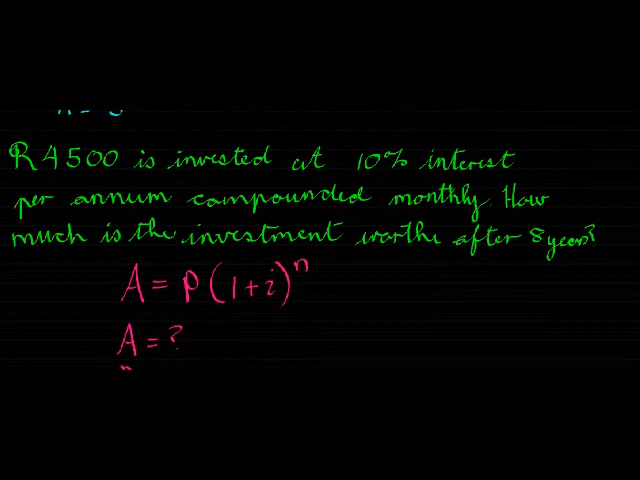 R4500 is invested at 10% interest
per annum compounded monthly. How
much is the investment worthe after 8 years?
A = P(1+i)^n
A = ?